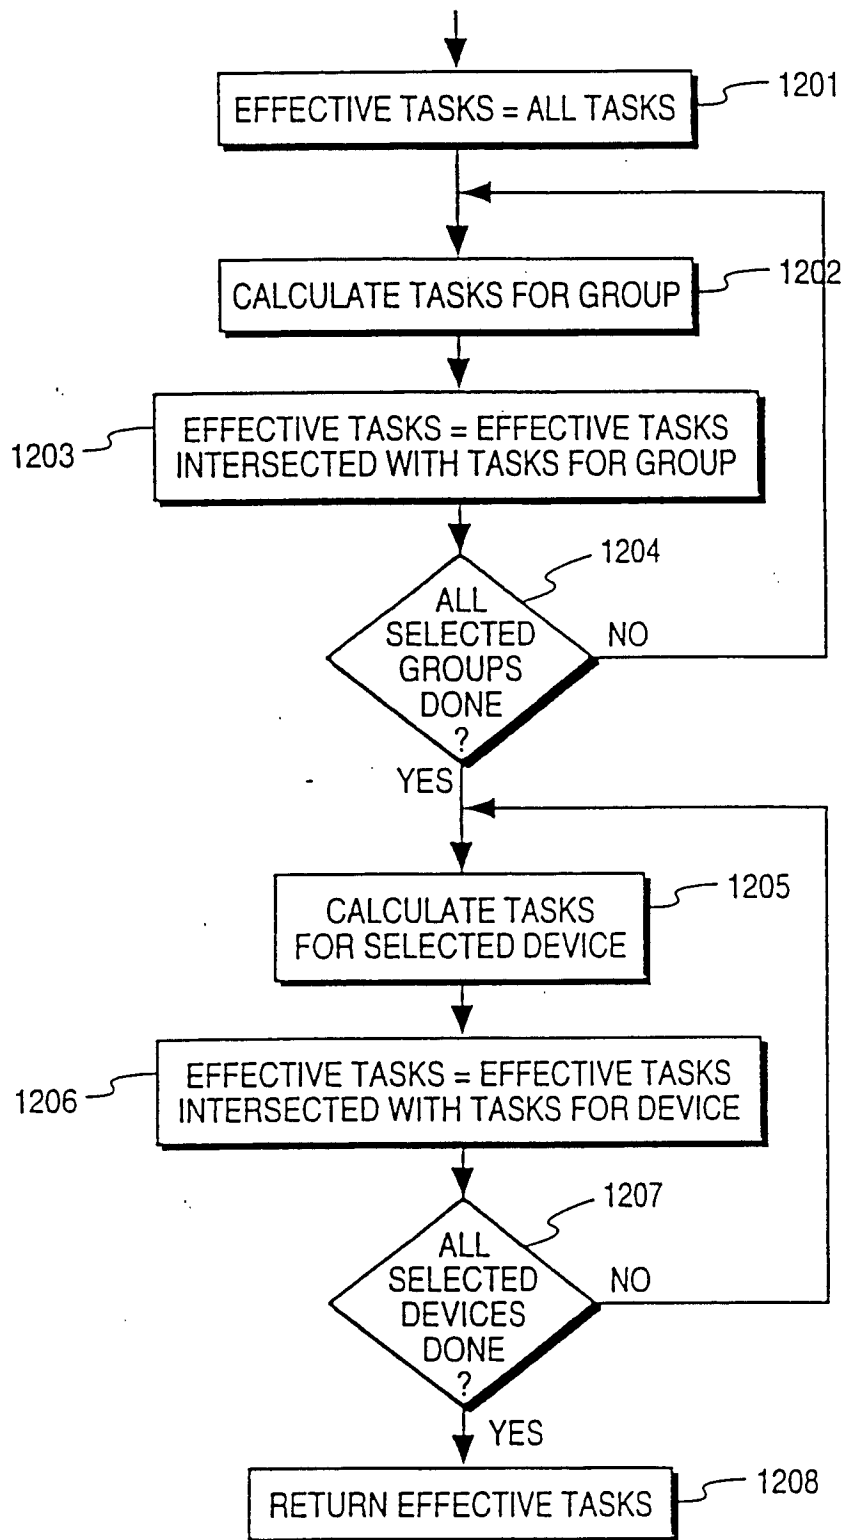 1201
EFFECTIVE TASKS = ALL TASKS
1202
CALCULATE TASKS FOR GROUP
1203
EFFECTIVE TASKS = EFFECTIVE TASKS
INTERSECTED WITH TASKS FOR GROUP
1204
ALL
SELECTED
GROUPS
DONE
?
NO
YES
1205
CALCULATE TASKS
FOR SELECTED DEVICE
1206
EFFECTIVE TASKS = EFFECTIVE TASKS
INTERSECTED WITH TASKS FOR DEVICE
1207
ALL
SELECTED
DEVICES
DONE
?
NO
YES
1208
RETURN EFFECTIVE TASKS